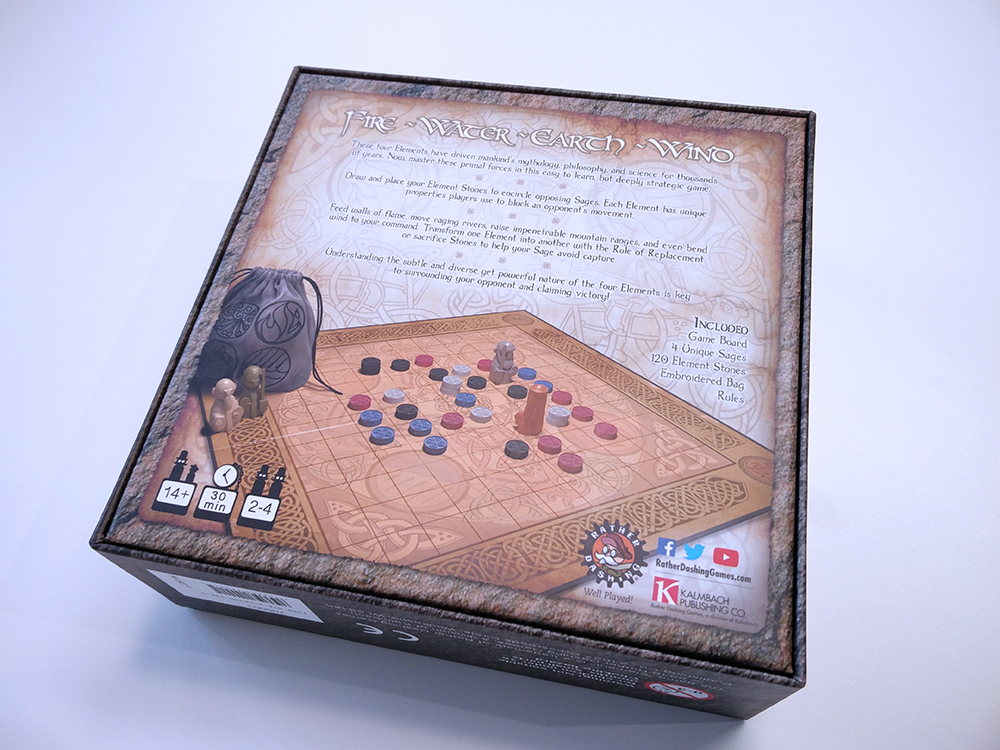 Fire ~ Water ~ Earth ~ Wind
These four Elements have driven mankind's mythology, philosophy, and science for thousands
of years. Now, master these primal forces in this easy to learn, but deeply strategic game.
Draw and place your Element Stones to encircle opposing Sages. Each Element has unique
properties players use to block an opponent's movement.
Feed walls of flame, move raging rivers, raise impenetrable mountain ranges, and even bend
wind to your command. Transform one Element into another with the Rule of Replacement
or sacrifice Stones to help your Sage avoid capture.
Understanding the subtle and diverse yet powerful nature of the four Elements is key
to surrounding your opponent and claiming victory!
Included
Game Board
4 Unique Sages
120 Element Stones
Embroidered Bag
Rules
14+
30
min
2-4
RATHER
DASHING
Well Played!
RatherDashingGames.com
K KALMBACH
PUBLISHING CO.
Rather Dashing Games, a division of Kalmbach
CE